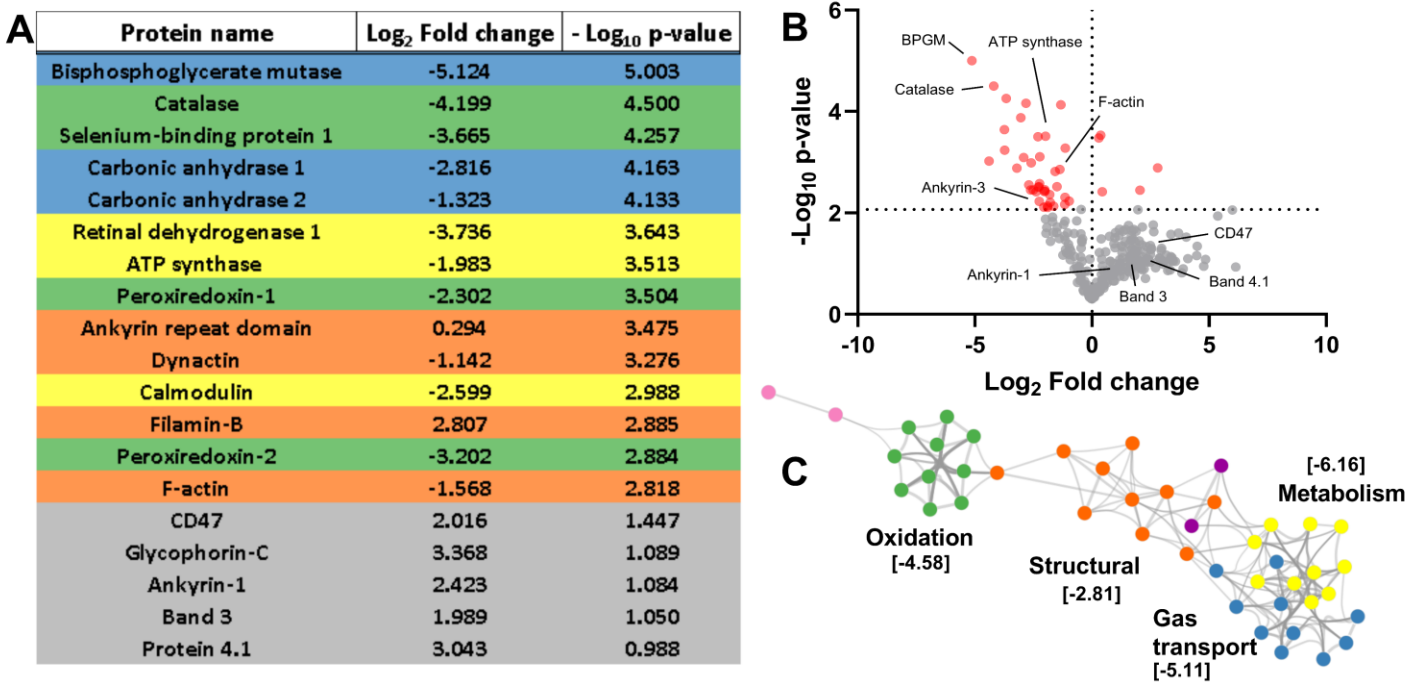 A
Protein name Log2 Fold change - Log10 p-value
Bisphosphoglycerate mutase -5.124 5.003
Catalase -4.199 4.500
Selenium-binding protein 1 -3.665 4.257
Carbonic anhydrase 1 -2.816 4.163
Carbonic anhydrase 2 -1.323 4.133
Retinal dehydrogenase 1 -3.736 3.643
ATP synthase -1.983 3.513
Peroxiredoxin-1 -2.302 3.504
Ankyrin repeat domain 0.294 3.475
Dynactin -1.142 3.276
Calmodulin -2.599 2.988
Filamin-B 2.807 2.885
Peroxiredoxin-2 -3.202 2.884
F-actin -1.568 2.818
CD47 2.016 1.447
Glycophorin-C 3.368 1.089
Ankyrin-1 2.423 1.084
Band 3 1.989 1.050
Protein 4.1 3.043 0.988
B
-Log10 p-value
6
4
2
0
BPGM
ATP synthase
Catalase
F-actin
Ankyrin-3
CD47
Ankyrin-1
Band 4.1
Band 3
-10 -5 0 5 10
Log2 Fold change
C
Oxidation
[-4.58]
Structural
[-2.81]
[-6.16]
Metabolism
Gas
transport
[-5.11]